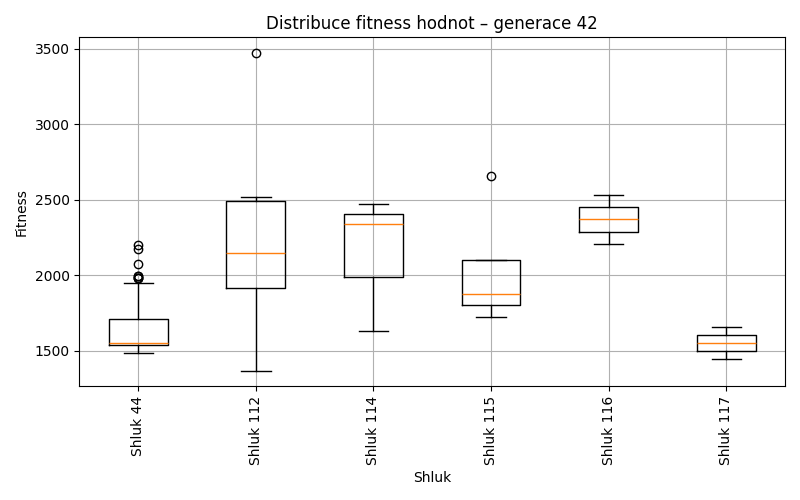 Distribuce fitness hodnot – generace 42
Fitness
3500
3000
2500
2000
1500
Shluk 44
Shluk 112
Shluk 114
Shluk 115
Shluk 116
Shluk 117
Shluk